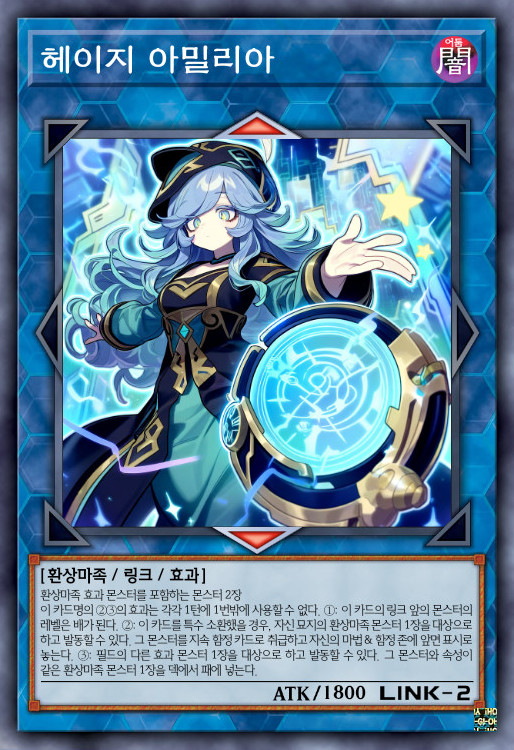 헤이지 아밀리아
어둠
闇
[환상마족 / 링크 / 효과]
환상마족 효과 몬스터를 포함하는 몬스터 2장
이 카드명의 ②③의 효과는 각각 1턴에 1번밖에 사용할 수 없다. ①: 이 카드의 링크 앞의 몬스터의
레벨은 배가 된다. ②: 이 카드를 특수 소환했을 경우, 자신 묘지의 환상마족 몬스터 1장을 대상으로
하고 발동할 수 있다. 그 몬스터를 지속 함정 카드로 취급하고 자신의 마법 & 함정 존에 앞면 표시로
놓는다. ③: 필드의 다른 효과 몬스터 1장을 대상으로 하고 발동할 수 있다. 그 몬스터와 속성이
같은 환상마족 몬스터 1장을 덱에서 패에 넣는다.
ATK/1800 LINK-2